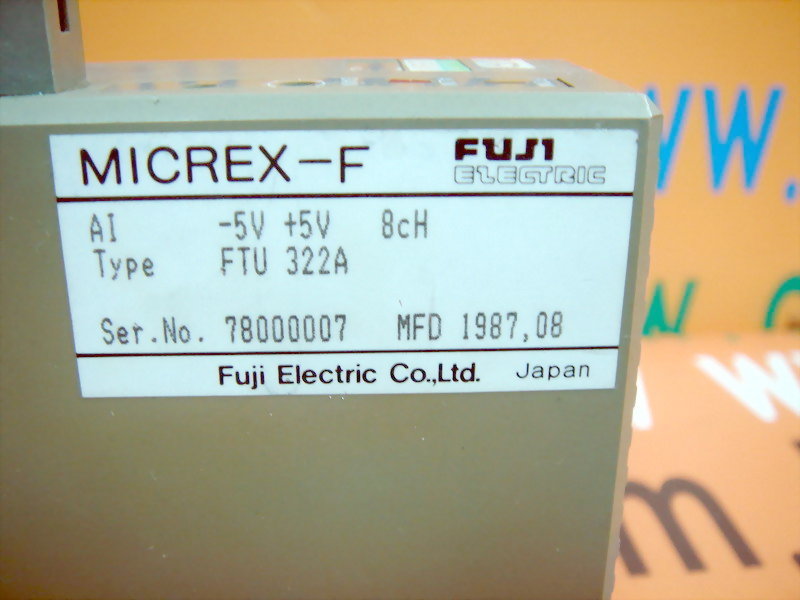 MICREX-F
FUJI
ELECTRIC
AI -5V +5V 8cH
Type FTU 322A
Ser.No. 78000007 MFD 1987,08
Fuji Electric Co.,Ltd. Japan